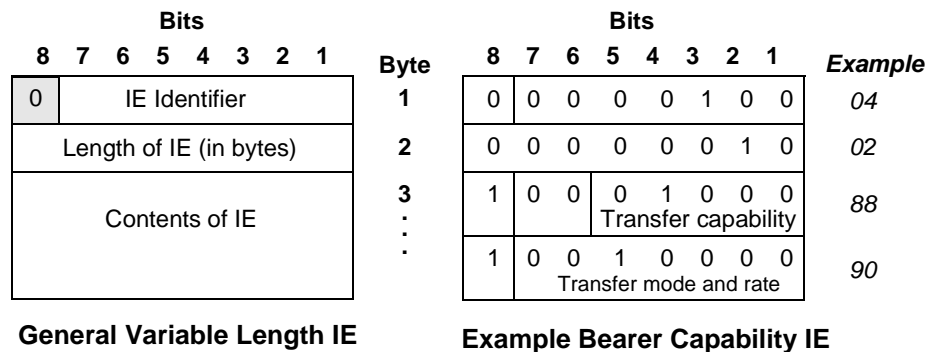 Bits
8 7 6 5 4 3 2 1
0 IE Identifier
Length of IE (in bytes)
Contents of IE
General Variable Length IE
Byte
1
2
3
.
.
.
Bits
8 7 6 5 4 3 2 1 Example
0 0 0 0 0 1 0 0 04
0 0 0 0 0 0 1 0 02
1 0 0 0 1 0 0 0 88
Transfer capability
1 0 0 1 0 0 0 0 90
Transfer mode and rate
Example Bearer Capability IE